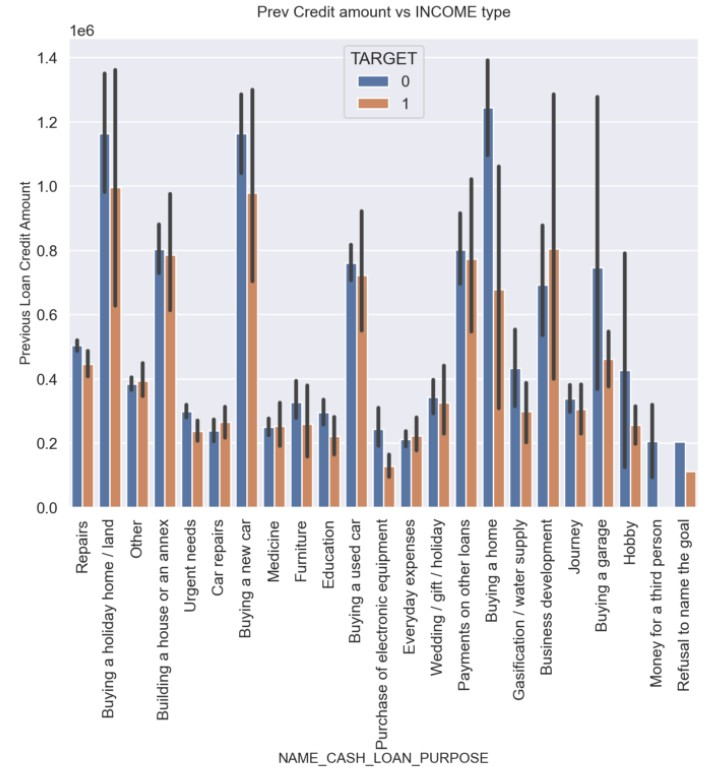 Prev Credit amount vs INCOME type
1e6
TARGET
0
1
1.4
1.2
1.0
0.8
0.6
0.4
0.2
0.0
Previous Loan Credit Amount
Repairs
Buying a holiday home / land
Other
Building a house or an annex
Urgent needs
Car repairs
Buying a new car
Medicine
Furniture
Education
Buying a used car
Purchase of electronic equipment
Everyday expenses
Wedding / gift / holiday
Payments on other loans
Buying a home
Gasification / water supply
Business development
Journey
Buying a garage
Hobby
Money for a third person
Refusal to name the goal
NAME_CASH_LOAN_PURPOSE